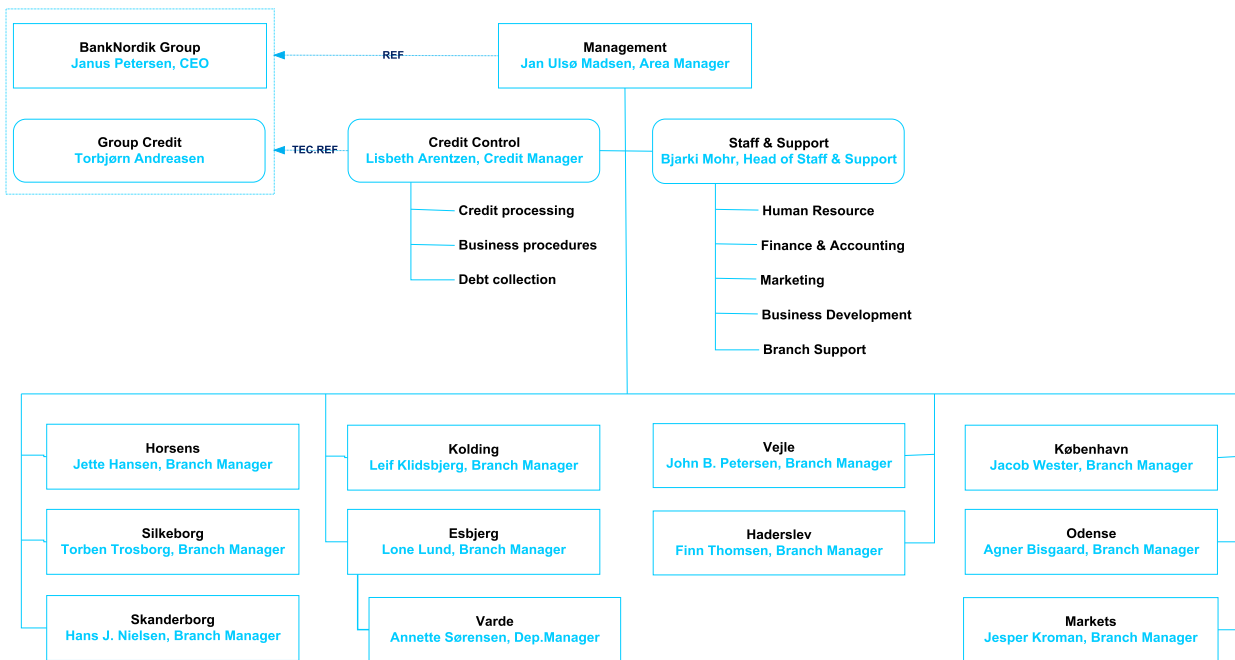 BankNordik Group
Janus Petersen, CEO
REF
Management
Jan Ulsø Madsen, Area Manager
Group Credit
Torbjørn Andreasen
TEC.REF
Credit Control
Lisbeth Arentzen, Credit Manager
Staff & Support
Bjarki Mohr, Head of Staff & Support
Credit processing
Business procedures
Debt collection
Human Resource
Finance & Accounting
Marketing
Business Development
Branch Support
Horsens
Jette Hansen, Branch Manager
Kolding
Leif Klidsbjerg, Branch Manager
Vejle
John B. Petersen, Branch Manager
København
Jacob Wester, Branch Manager
Silkeborg
Torben Trosborg, Branch Manager
Esbjerg
Lone Lund, Branch Manager
Haderslev
Finn Thomsen, Branch Manager
Odense
Agner Bisgaard, Branch Manager
Skanderborg
Hans J. Nielsen, Branch Manager
Varde
Annette Sørensen, Dep.Manager
Markets
Jesper Kroman, Branch Manager